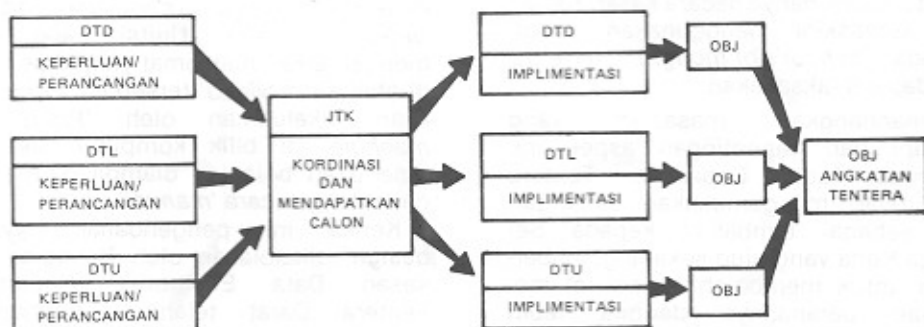 DTD
KEPERLUAN/
PERANCANGAN
DTL
KEPERLUAN/
PERANCANGAN
DTU
KEPERLUAN/
PERANCANGAN
JTK
KORDINASI
DAN
MENDAPATKAN
CALON
DTD
IMPLIMENTASI
DTL
IMPLIMENTASI
DTU
IMPLIMENTASI
OBJ
OBJ
OBJ
OBJ
ANGKATAN
TENTERA